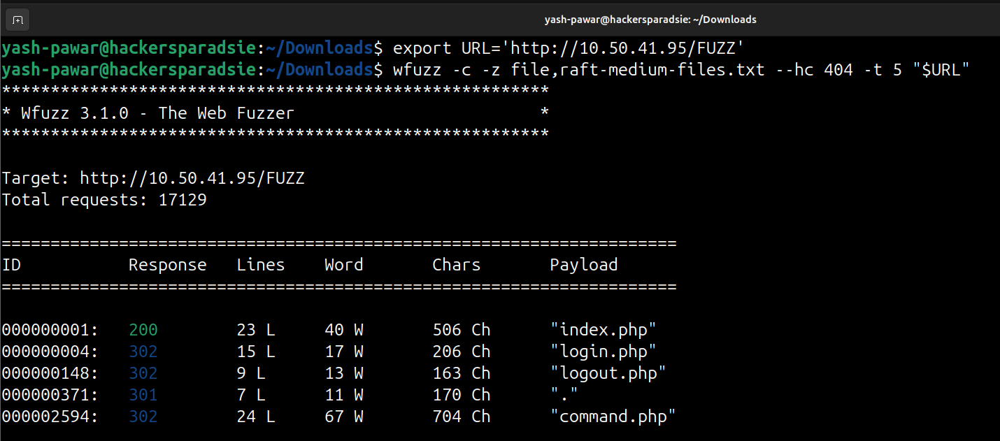 yash-pawar@hackersparadsie: ~/Downloads
yash-pawar@hackersparadsie:~/Downloads$ export URL='http://10.50.41.95/FUZZ'
yash-pawar@hackersparadsie:~/Downloads$ wfuzz -c -z file,raft-medium-files.txt --hc 404 -t 5 "$URL"
********************************************************
* Wfuzz 3.1.0 - The Web Fuzzer                         *
********************************************************
Target: http://10.50.41.95/FUZZ
Total requests: 17129
=====================================================================
ID           Response   Lines    Word       Chars       Payload
=====================================================================
000000001:   200        23 L     40 W       506 Ch      "index.php"
000000004:   302        15 L     17 W       206 Ch      "login.php"
000000148:   302        9 L      13 W       163 Ch      "logout.php"
000000371:   301        7 L      11 W       170 Ch      "."
000002594:   302        24 L     67 W       704 Ch      "command.php"